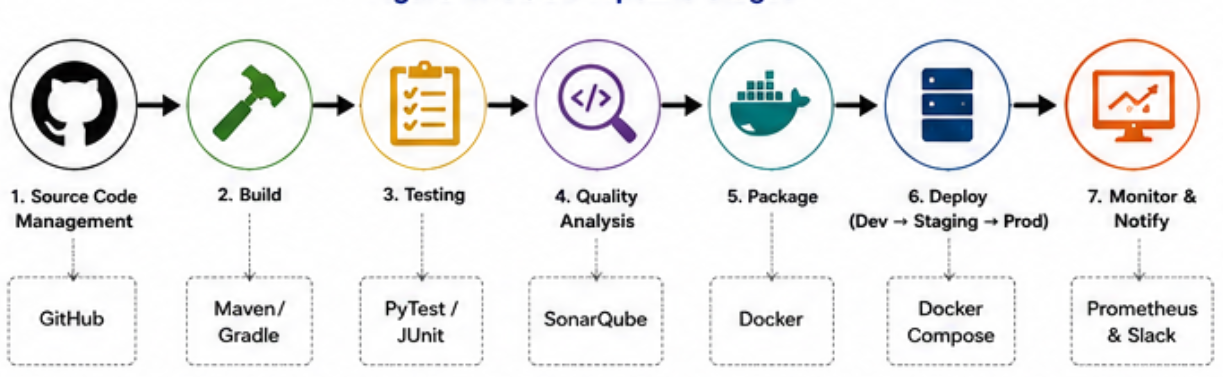 1. Source Code
Management
2. Build
3. Testing
4. Quality
Analysis
5. Package
6. Deploy
(Dev → Staging → Prod)
7. Monitor &
Notify
GitHub
Maven/
Gradle
PyTest /
JUnit
SonarQube
Docker
Docker
Compose
Prometheus
& Slack